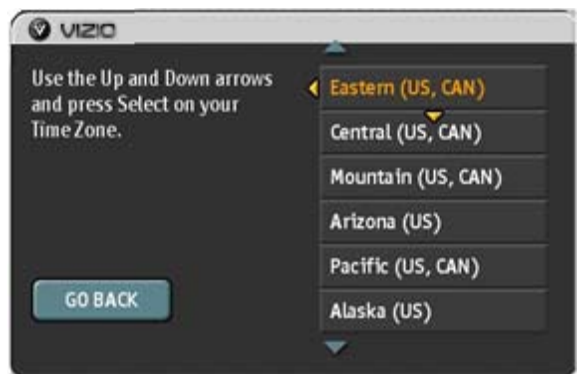 VIZIO
Use the Up and Down arrows
and press Select on your
Time Zone.
Eastern (US, CAN)
Central (US, CAN)
Mountain (US, CAN)
Arizona (US)
Pacific (US, CAN)
Alaska (US)
GO BACK